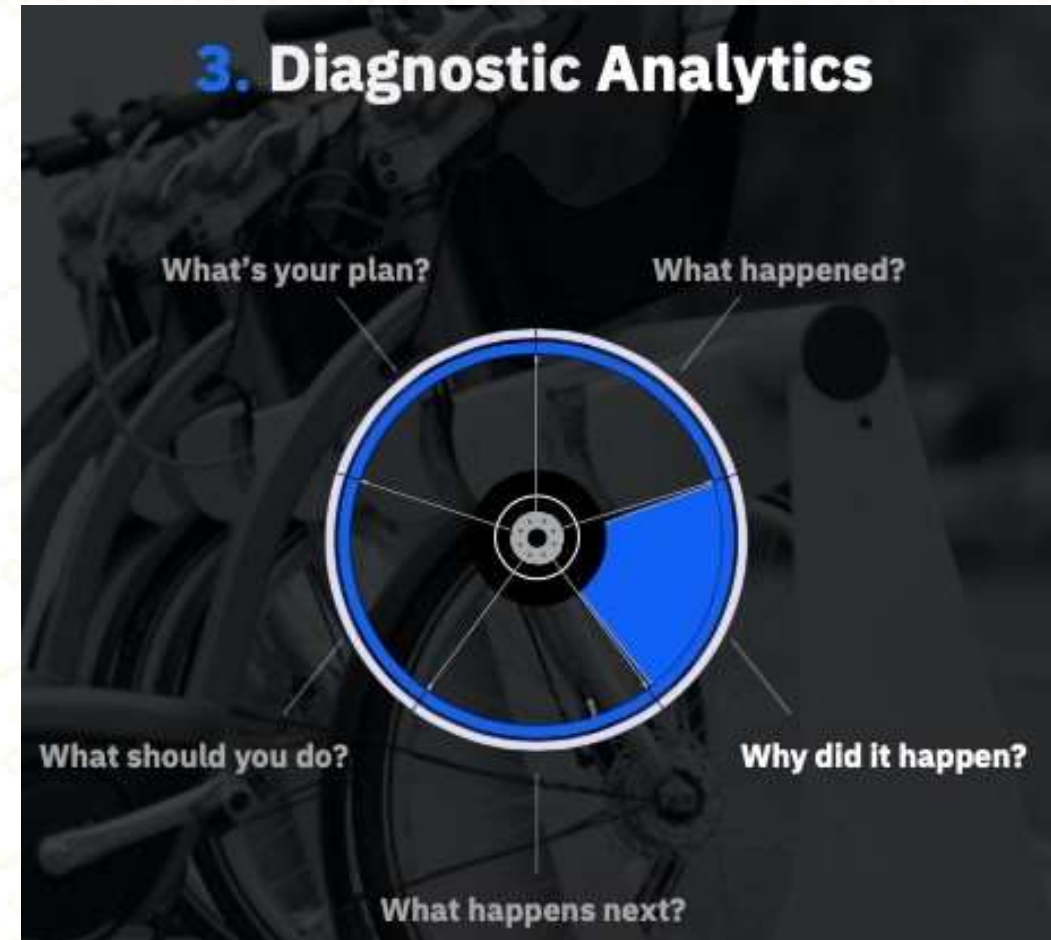 3. Diagnostic Analytics
What's your plan?
What happened?
What should you do?
Why did it happen?
What happens next?